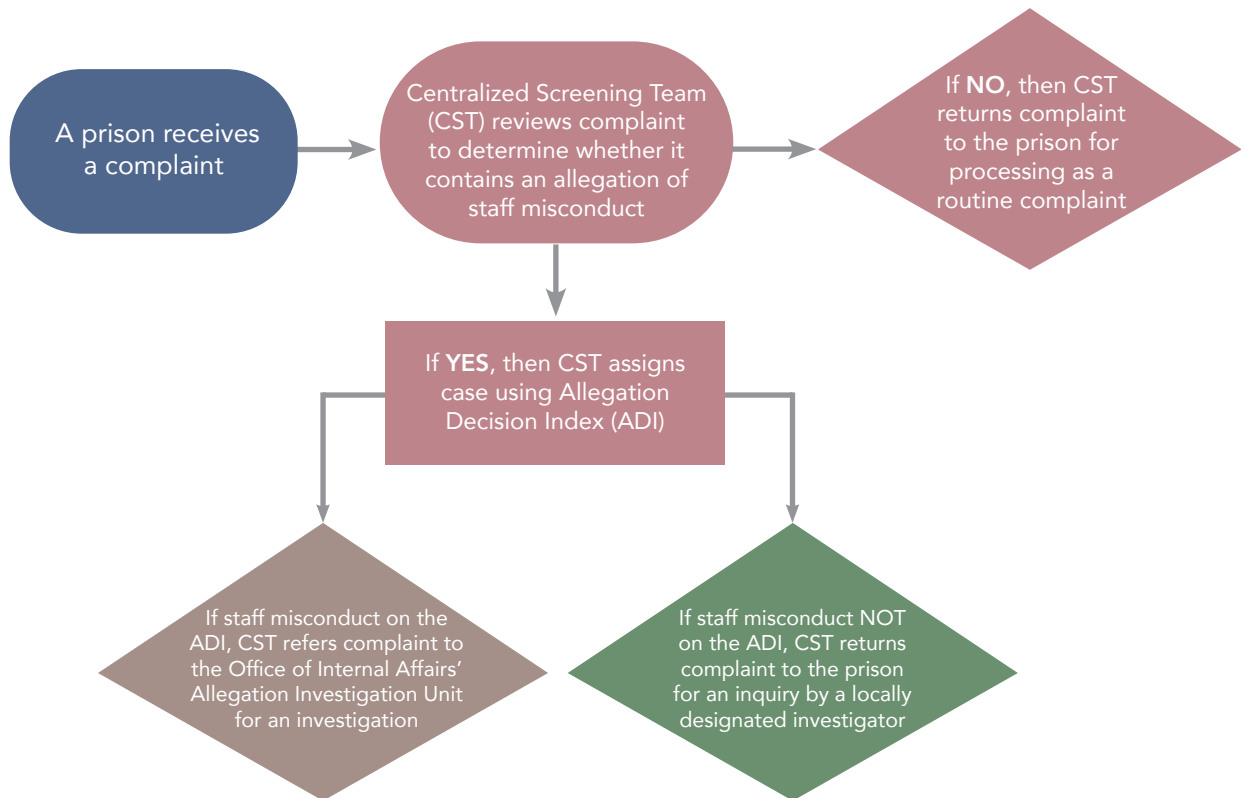 A prison receives
a complaint
Centralized Screening Team
(CST) reviews complaint
to determine whether it
contains an allegation of
staff misconduct
If NO, then CST
returns complaint
to the prison for
processing as a
routine complaint
If YES, then CST assigns
case using Allegation
Decision Index (ADI)
If staff misconduct on the
ADI, CST refers complaint to
the Office of Internal Affairs’
Allegation Investigation Unit
for an investigation
If staff misconduct NOT
on the ADI, CST returns
complaint to the prison
for an inquiry by a locally
designated investigator